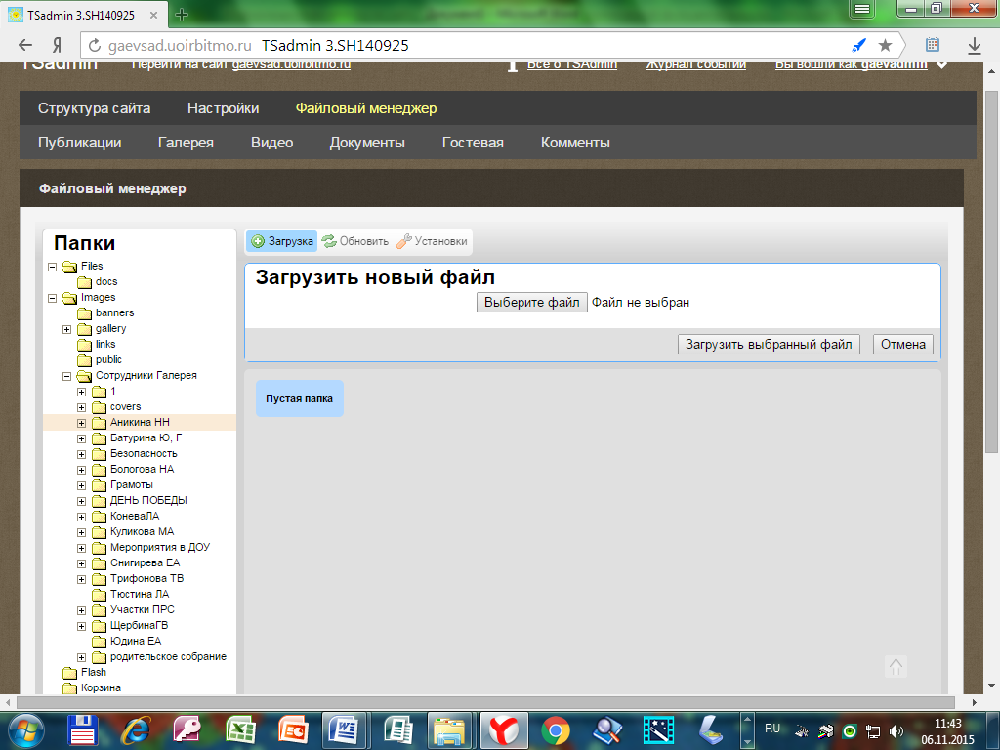 TSadmin 3.SH140925
Я gaevsad.uoirbitmo.ru TSadmin 3.SH140925
TSadmin Перейти на сайт gaevsad.uoirbitmo.ru Все о TSAdmin Журнал событий Вы вошли как gaevadmin
Структура сайта Настройки Файловый менеджер
Публикации Галерея Видео Документы Гостевая Комменты
Файловый менеджер
Папки
Files
docs
Images
banners
gallery
links
public
Сотрудники Галерея
1
covers
Аникина НН
Батурина Ю, Г
Безопасность
Бологова НА
Грамоты
ДЕНЬ ПОБЕДЫ
КоневаЛА
Куликова МА
Мероприятия в ДОУ
Снигирева ЕА
Трифонова ТВ
Тюстина ЛА
Участки ПРС
ЩербинаГВ
Юдина ЕА
родительское собрание
Flash
Корзина
Загрузка Обновить Установки
Загрузить новый файл
Выберите файл Файл не выбран
Загрузить выбранный файл Отмена
Пустая папка
RU
11:43
06.11.2015